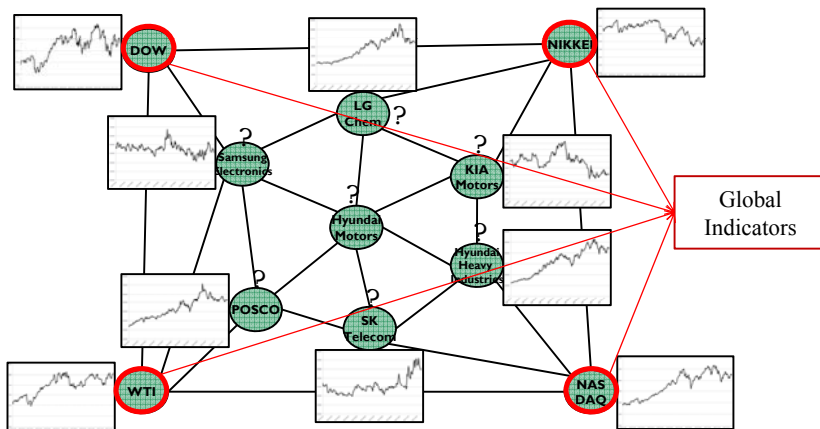 DOW
NIKKEI
LG
Chem
?
?
Samsung
Electronics
?
KIA
Motors
Global
Indicators
?
Hyundai
Motors
?
Hyundai
Heavy
Industries
?
POSCO
?
SK
Telecom
WTI
NAS
DAQ